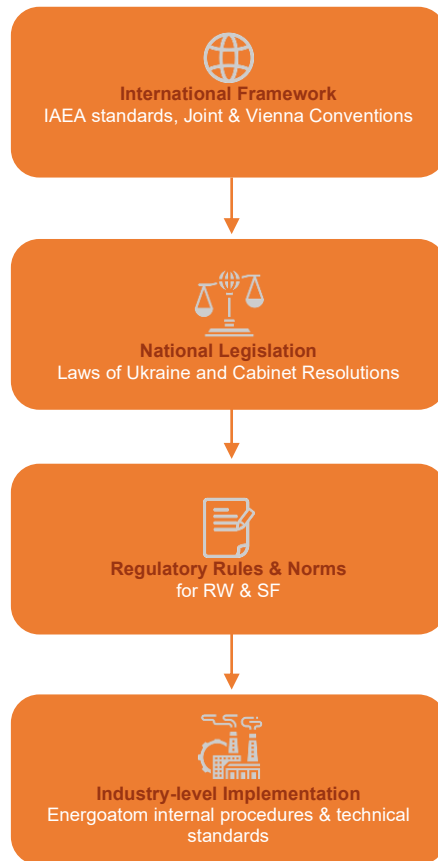 International Framework
IAEA standards, Joint & Vienna Conventions
National Legislation
Laws of Ukraine and Cabinet Resolutions
Regulatory Rules & Norms
for RW & SF
Industry-level Implementation
Energoatom internal procedures & technical
standards